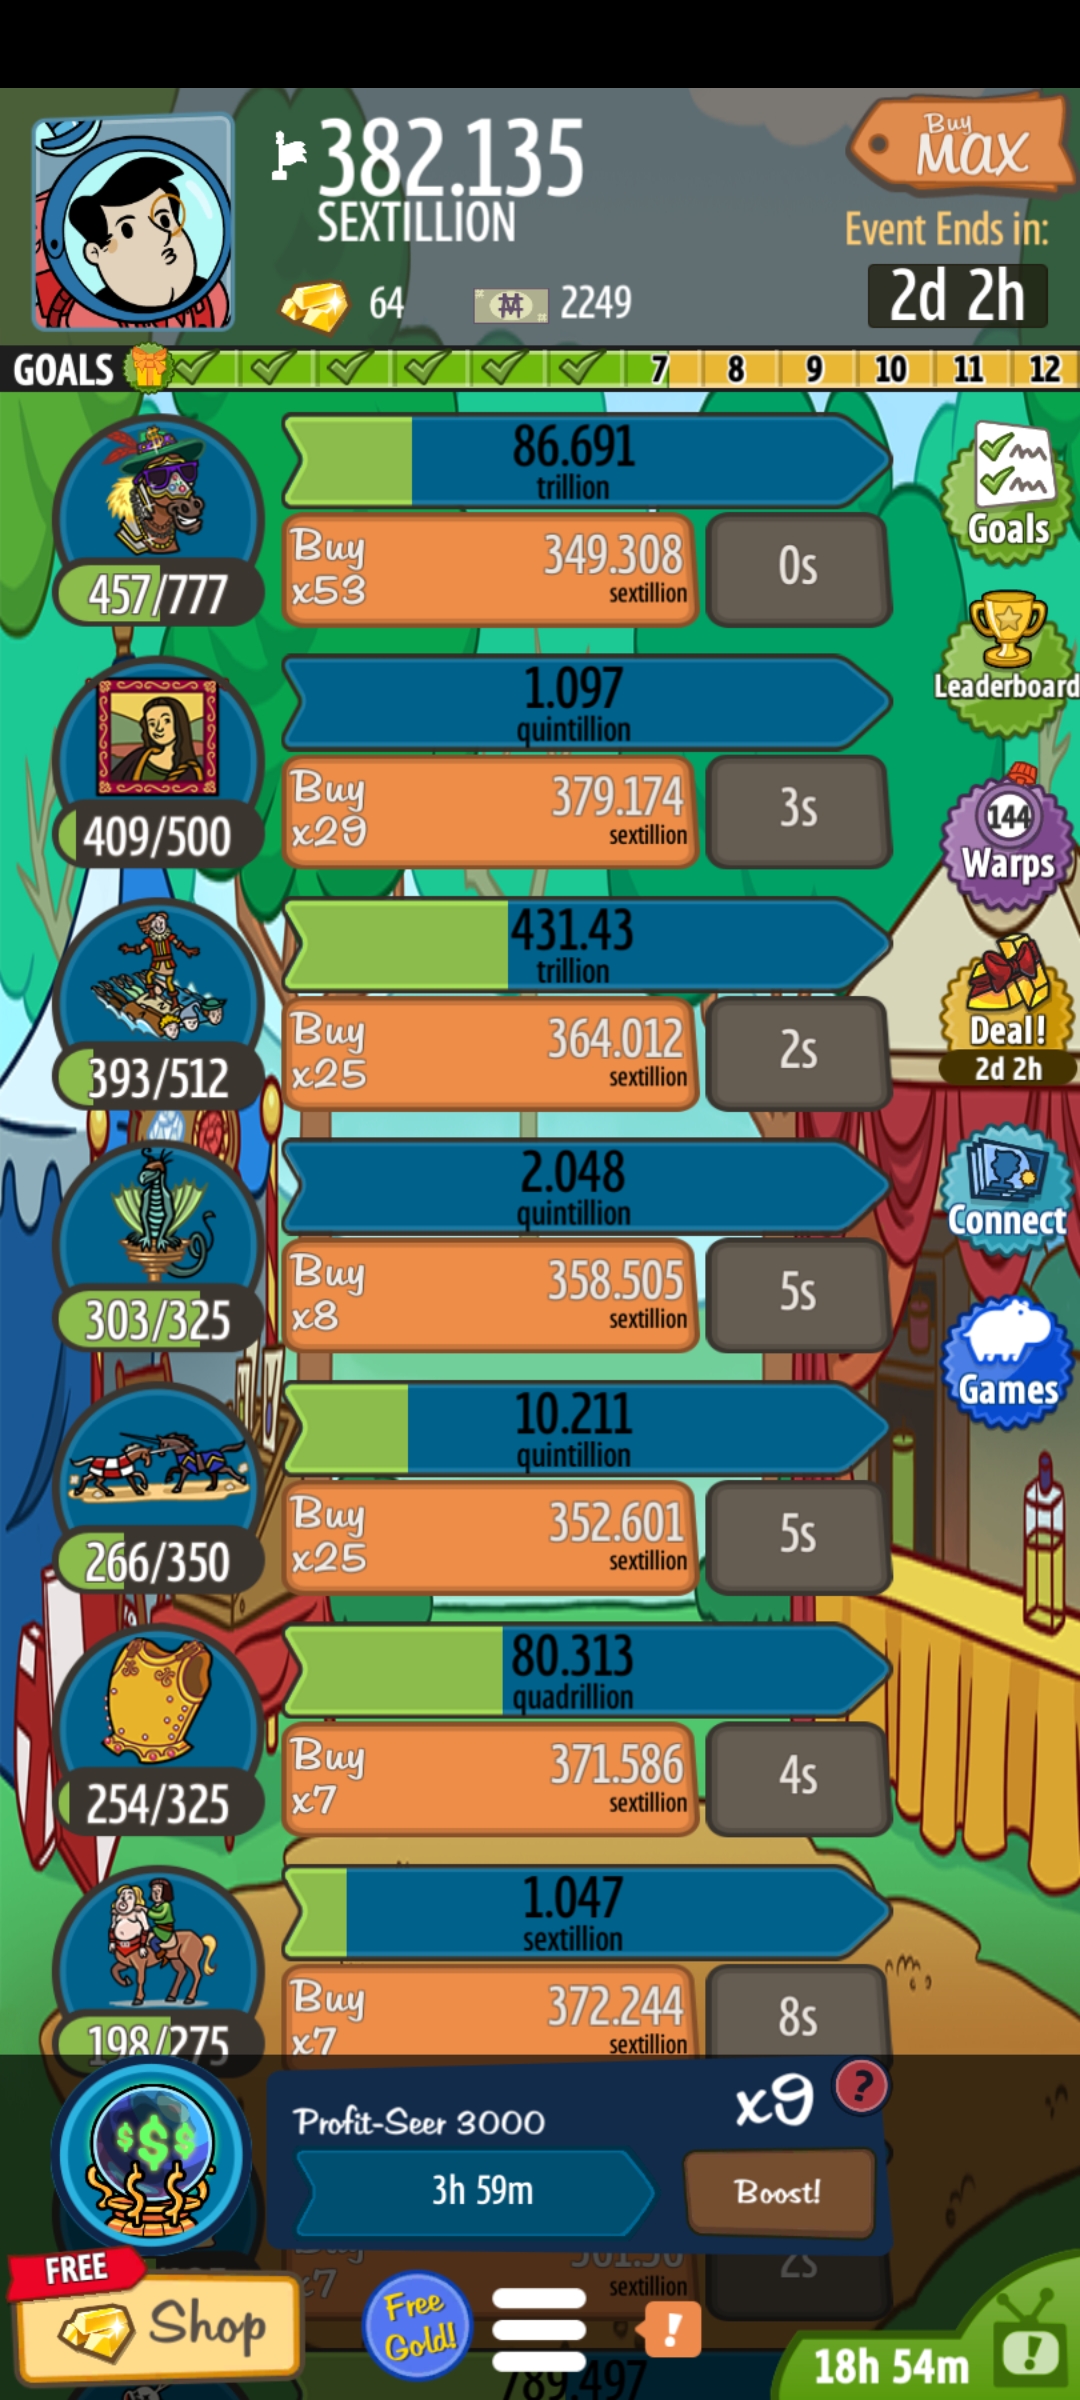 382.135
SEXTILLION
Buy
MAX
Event Ends in:
2d 2h
64
2249
GOALS
7
8
9
10
11
12
86.691
trillion
457/777
Buy
x53
349.308
sextillion
0s
Goals
1.097
quintillion
409/500
Buy
x29
379.174
sextillion
3s
Leaderboard
144
Warps
431.43
trillion
393/512
Buy
x25
364.012
sextillion
2s
Deal!
2d 2h
2.048
quintillion
303/325
Buy
x8
358.505
sextillion
5s
Connect
Games
10.211
quintillion
266/350
Buy
x25
352.601
sextillion
5s
80.313
quadrillion
254/325
Buy
x7
371.586
sextillion
4s
1.047
sextillion
198/275
Buy
x7
372.244
sextillion
8s
$$$
Profit-Seer 3000
x9
?
3h 59m
Boost!
Buy
x7
sextillion
2s
FREE
Shop
Free
Gold!
!
18h 54m
!
789.497